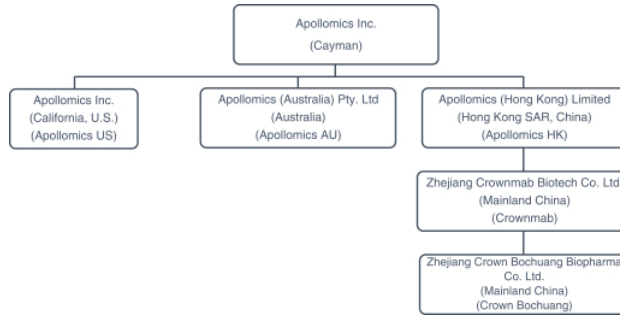 Apollomics Inc.
(Cayman)
Apollomics Inc.
(California, U.S.)
(Apollomics US)
Apollomics (Australia) Pty. Ltd
(Australia)
(Apollomics AU)
Apollomics (Hong Kong) Limited
(Hong Kong SAR, China)
(Apollomics HK)
Zhejiang Crownmab Biotech Co. Ltd
(Mainland China)
(Crownmab)
Zhejiang Crown Bochuang Biopharma
Co. Ltd.
(Mainland China)
(Crown Bochuang)